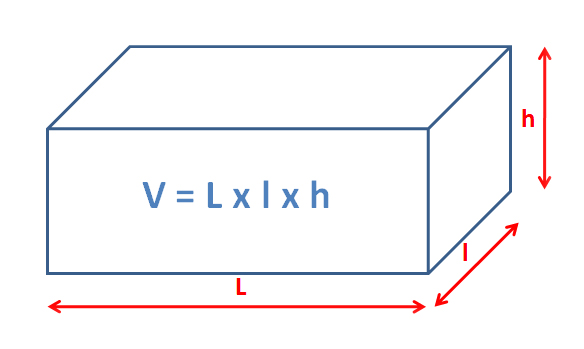 h
V = L x l x h
l
L